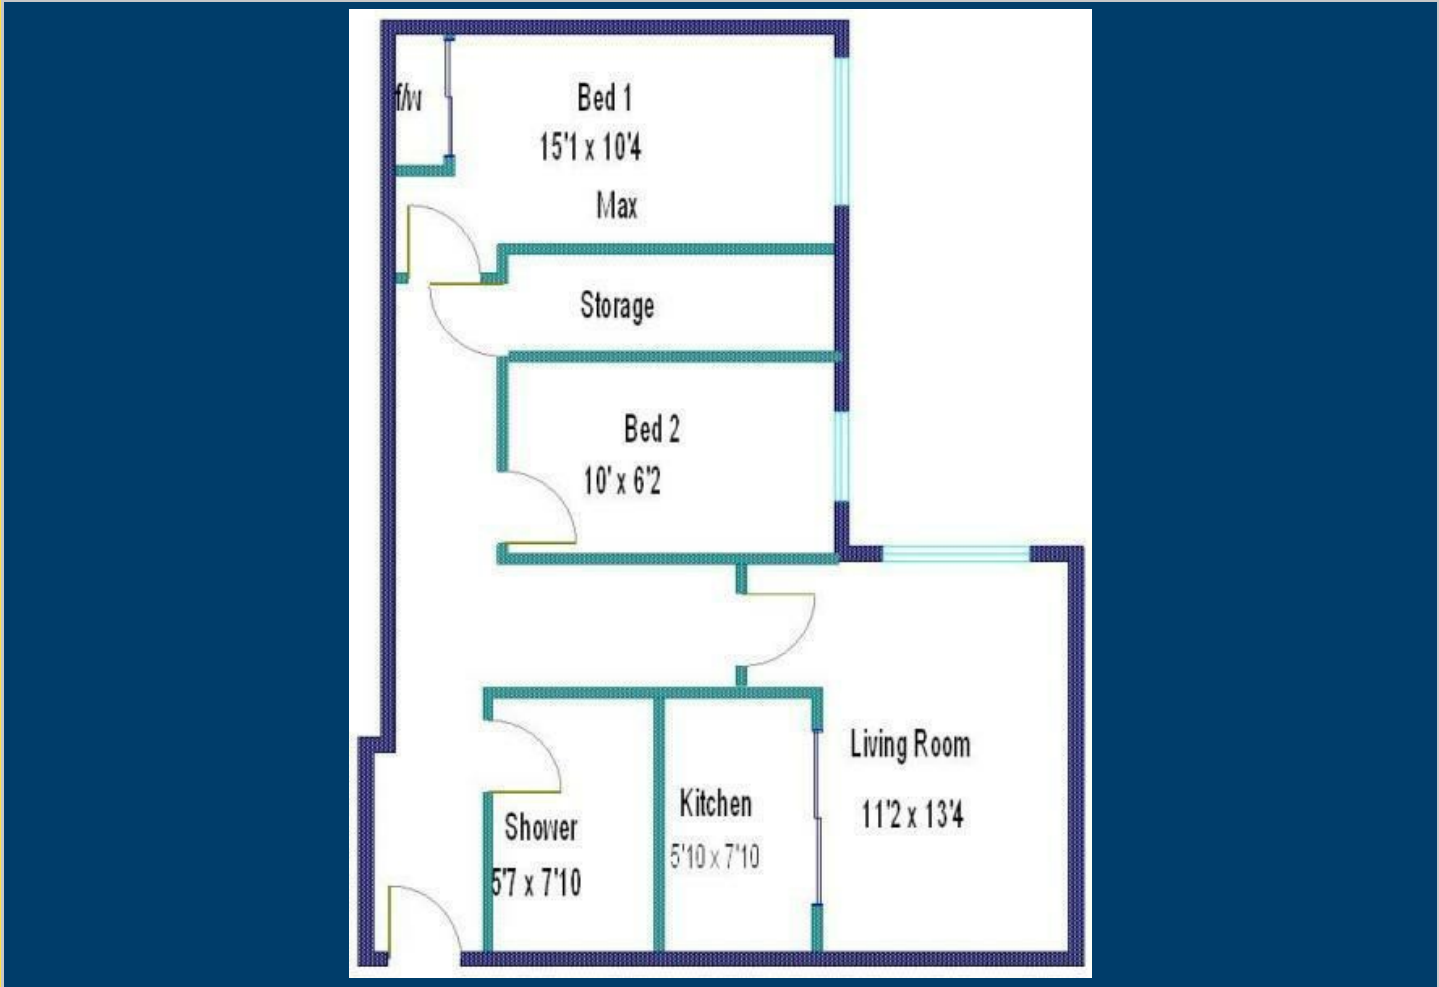 f/w
Bed 1
15'1 x 10'4
Max
Storage
Bed 2
10' x 6'2
Living Room
11'2 x 13'4
Kitchen
5'10 x 7'10
Shower
5'7 x 7'10